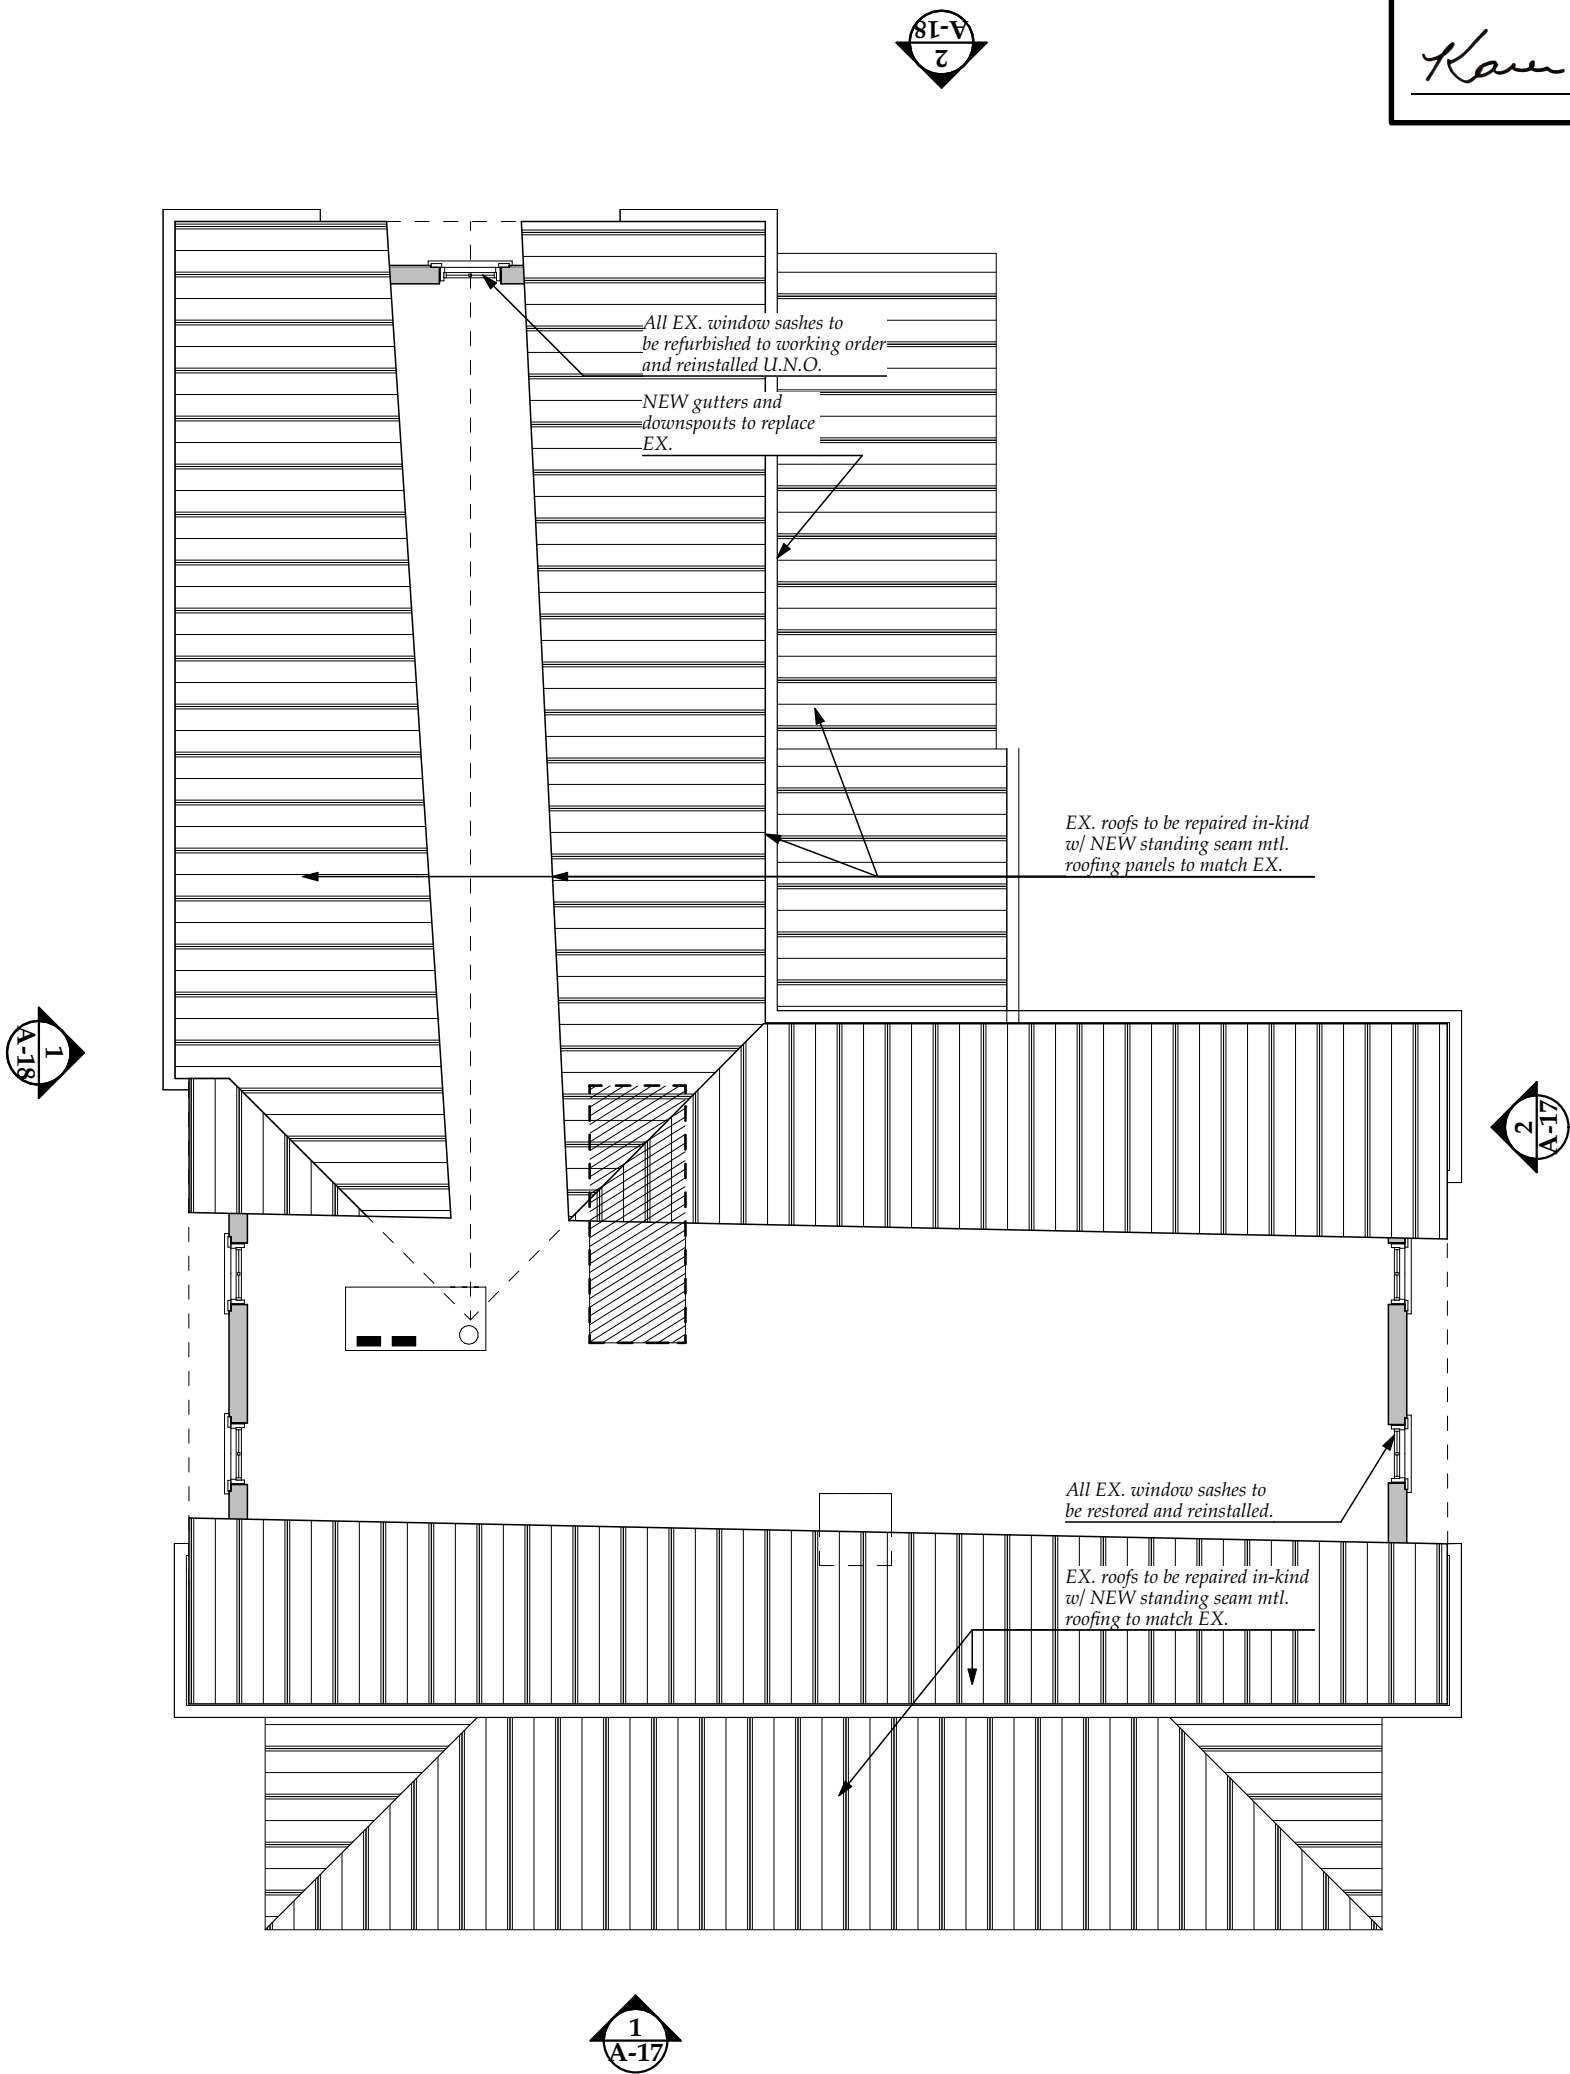 2
A-18
Karen
All EX. window sashes to
be refurbished to working order
and reinstalled U.N.O.
NEW gutters and
downspouts to replace
EX.
EX. roofs to be repaired in-kind
w/ NEW standing seam mtl.
roofing panels to match EX.
1
A-18
2
A-17
All EX. window sashes to
be restored and reinstalled.
EX. roofs to be repaired in-kind
w/ NEW standing seam mtl.
roofing to match EX.
1
A-17